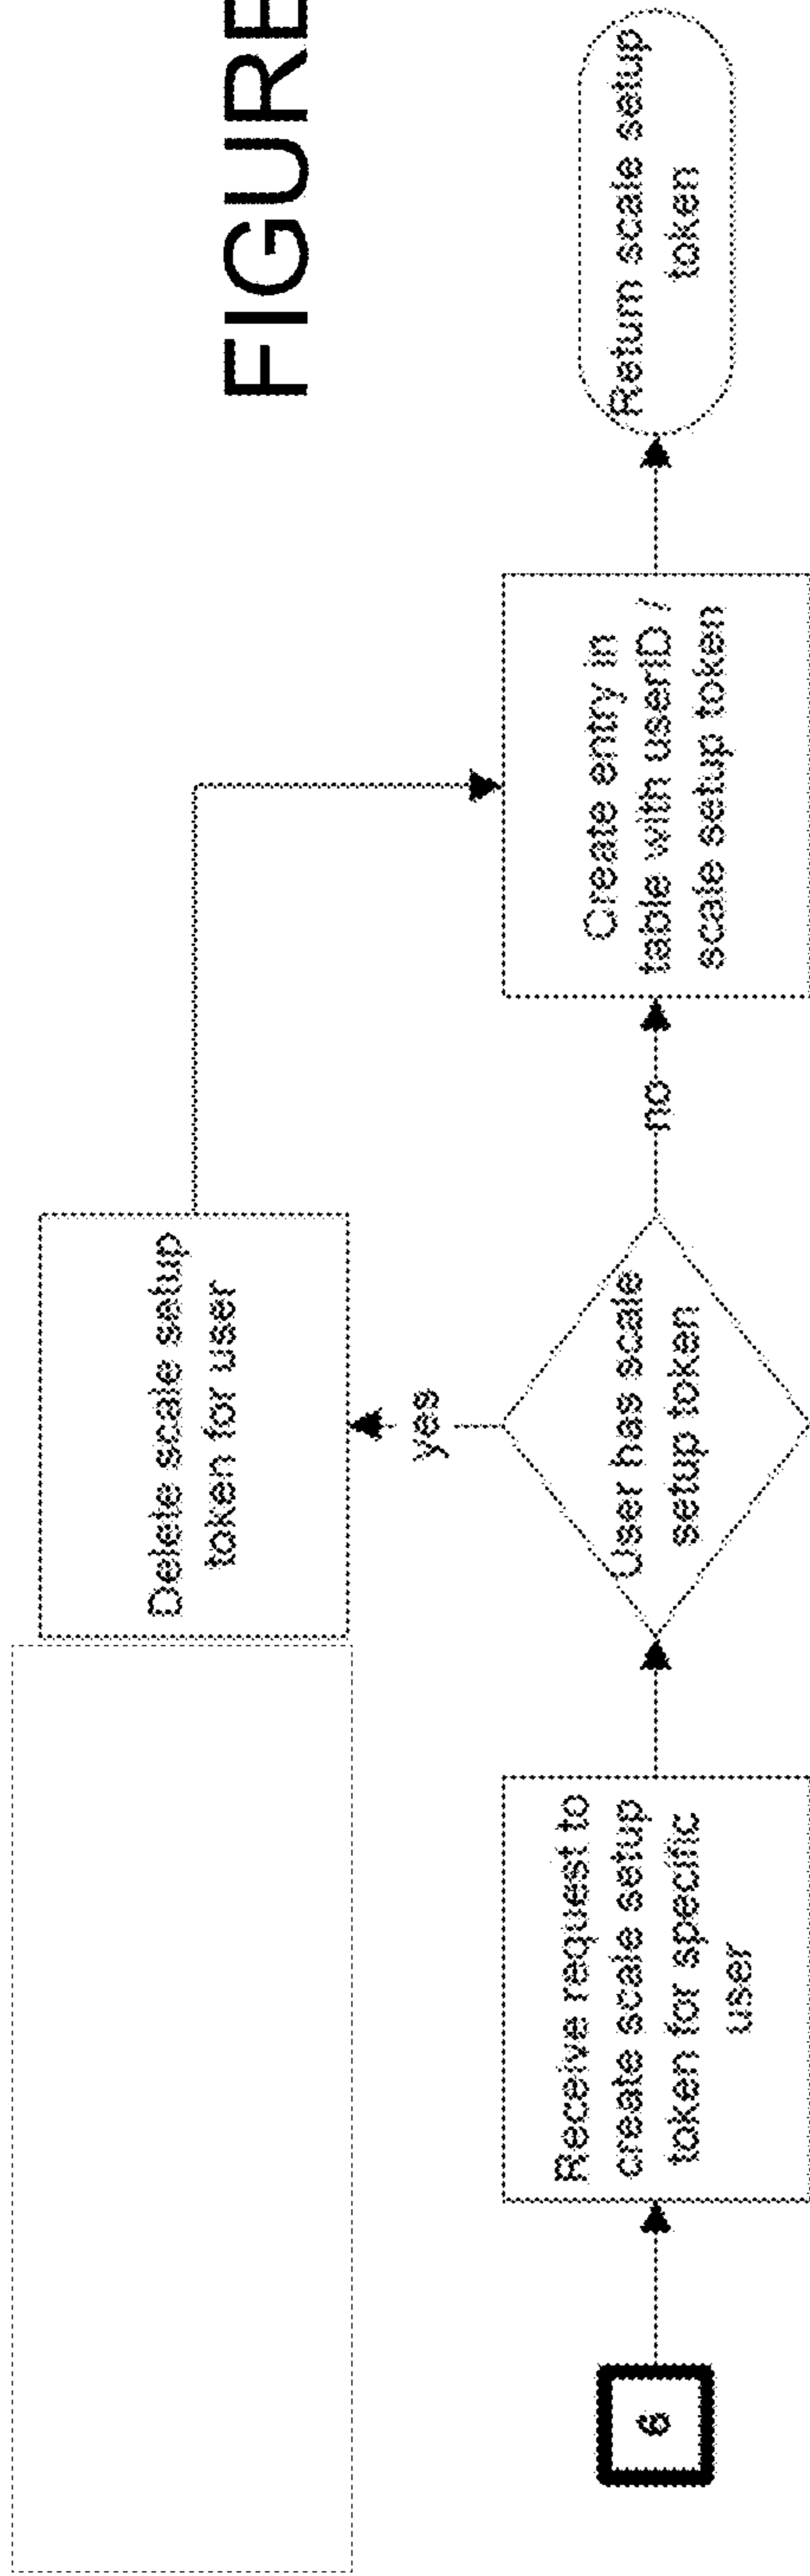 FIGURE
Delete scale setup
token for user
yes
6
Receive request to
create scale setup
token for specific
user
User has scale
setup token
no
Create entry in
table with userID /
scale setup token
Return scale setup
token